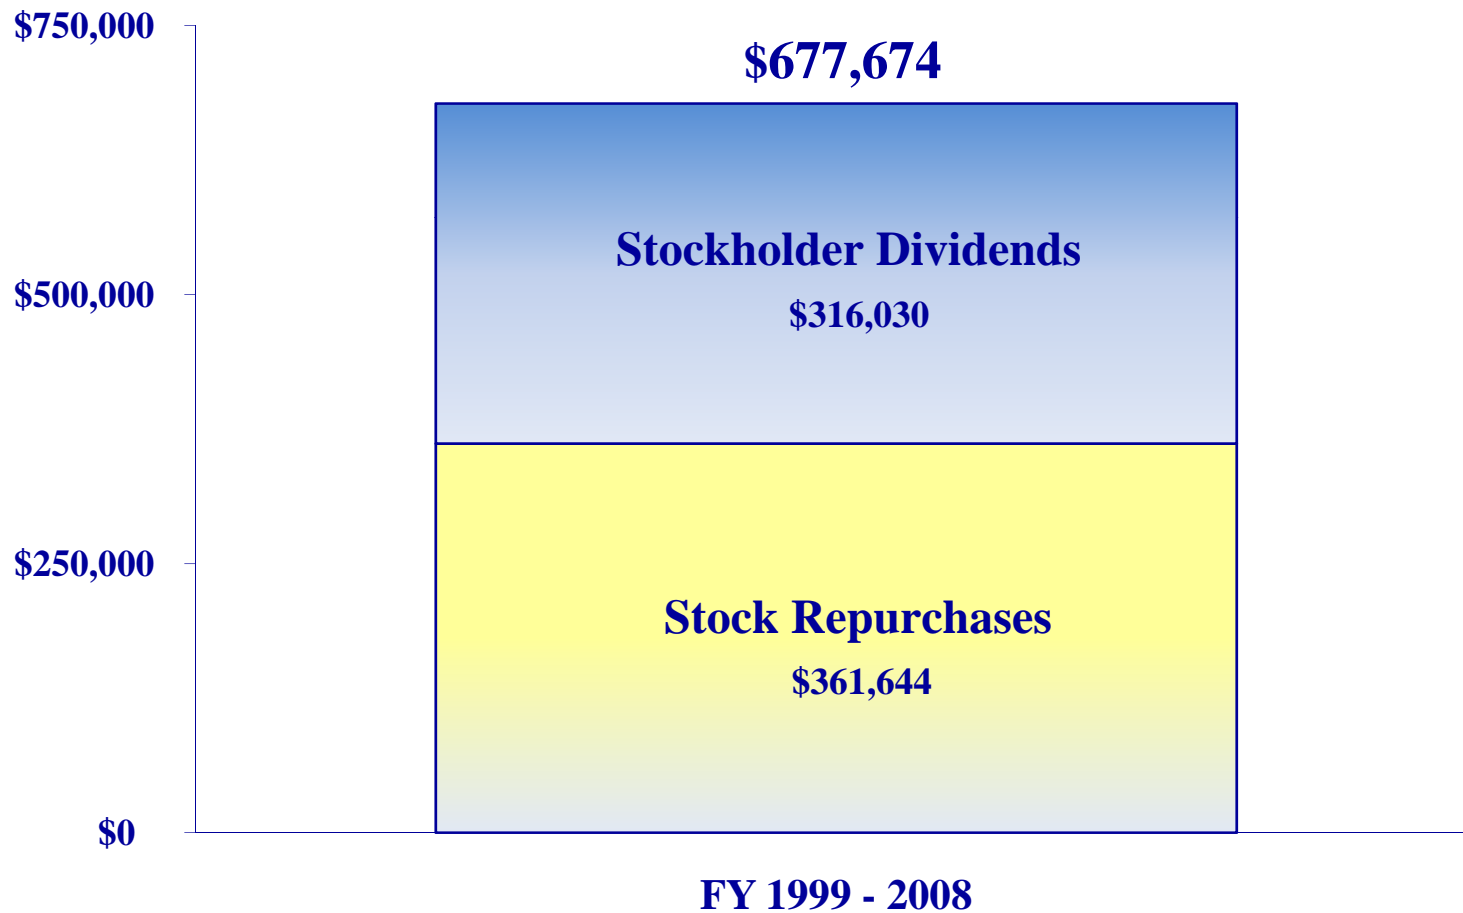 $750,000
$677,674
Stockholder Dividends
$500,000
$316,030
$250,000
Stock Repurchases
$361,644
$0
FY 1999 - 2008